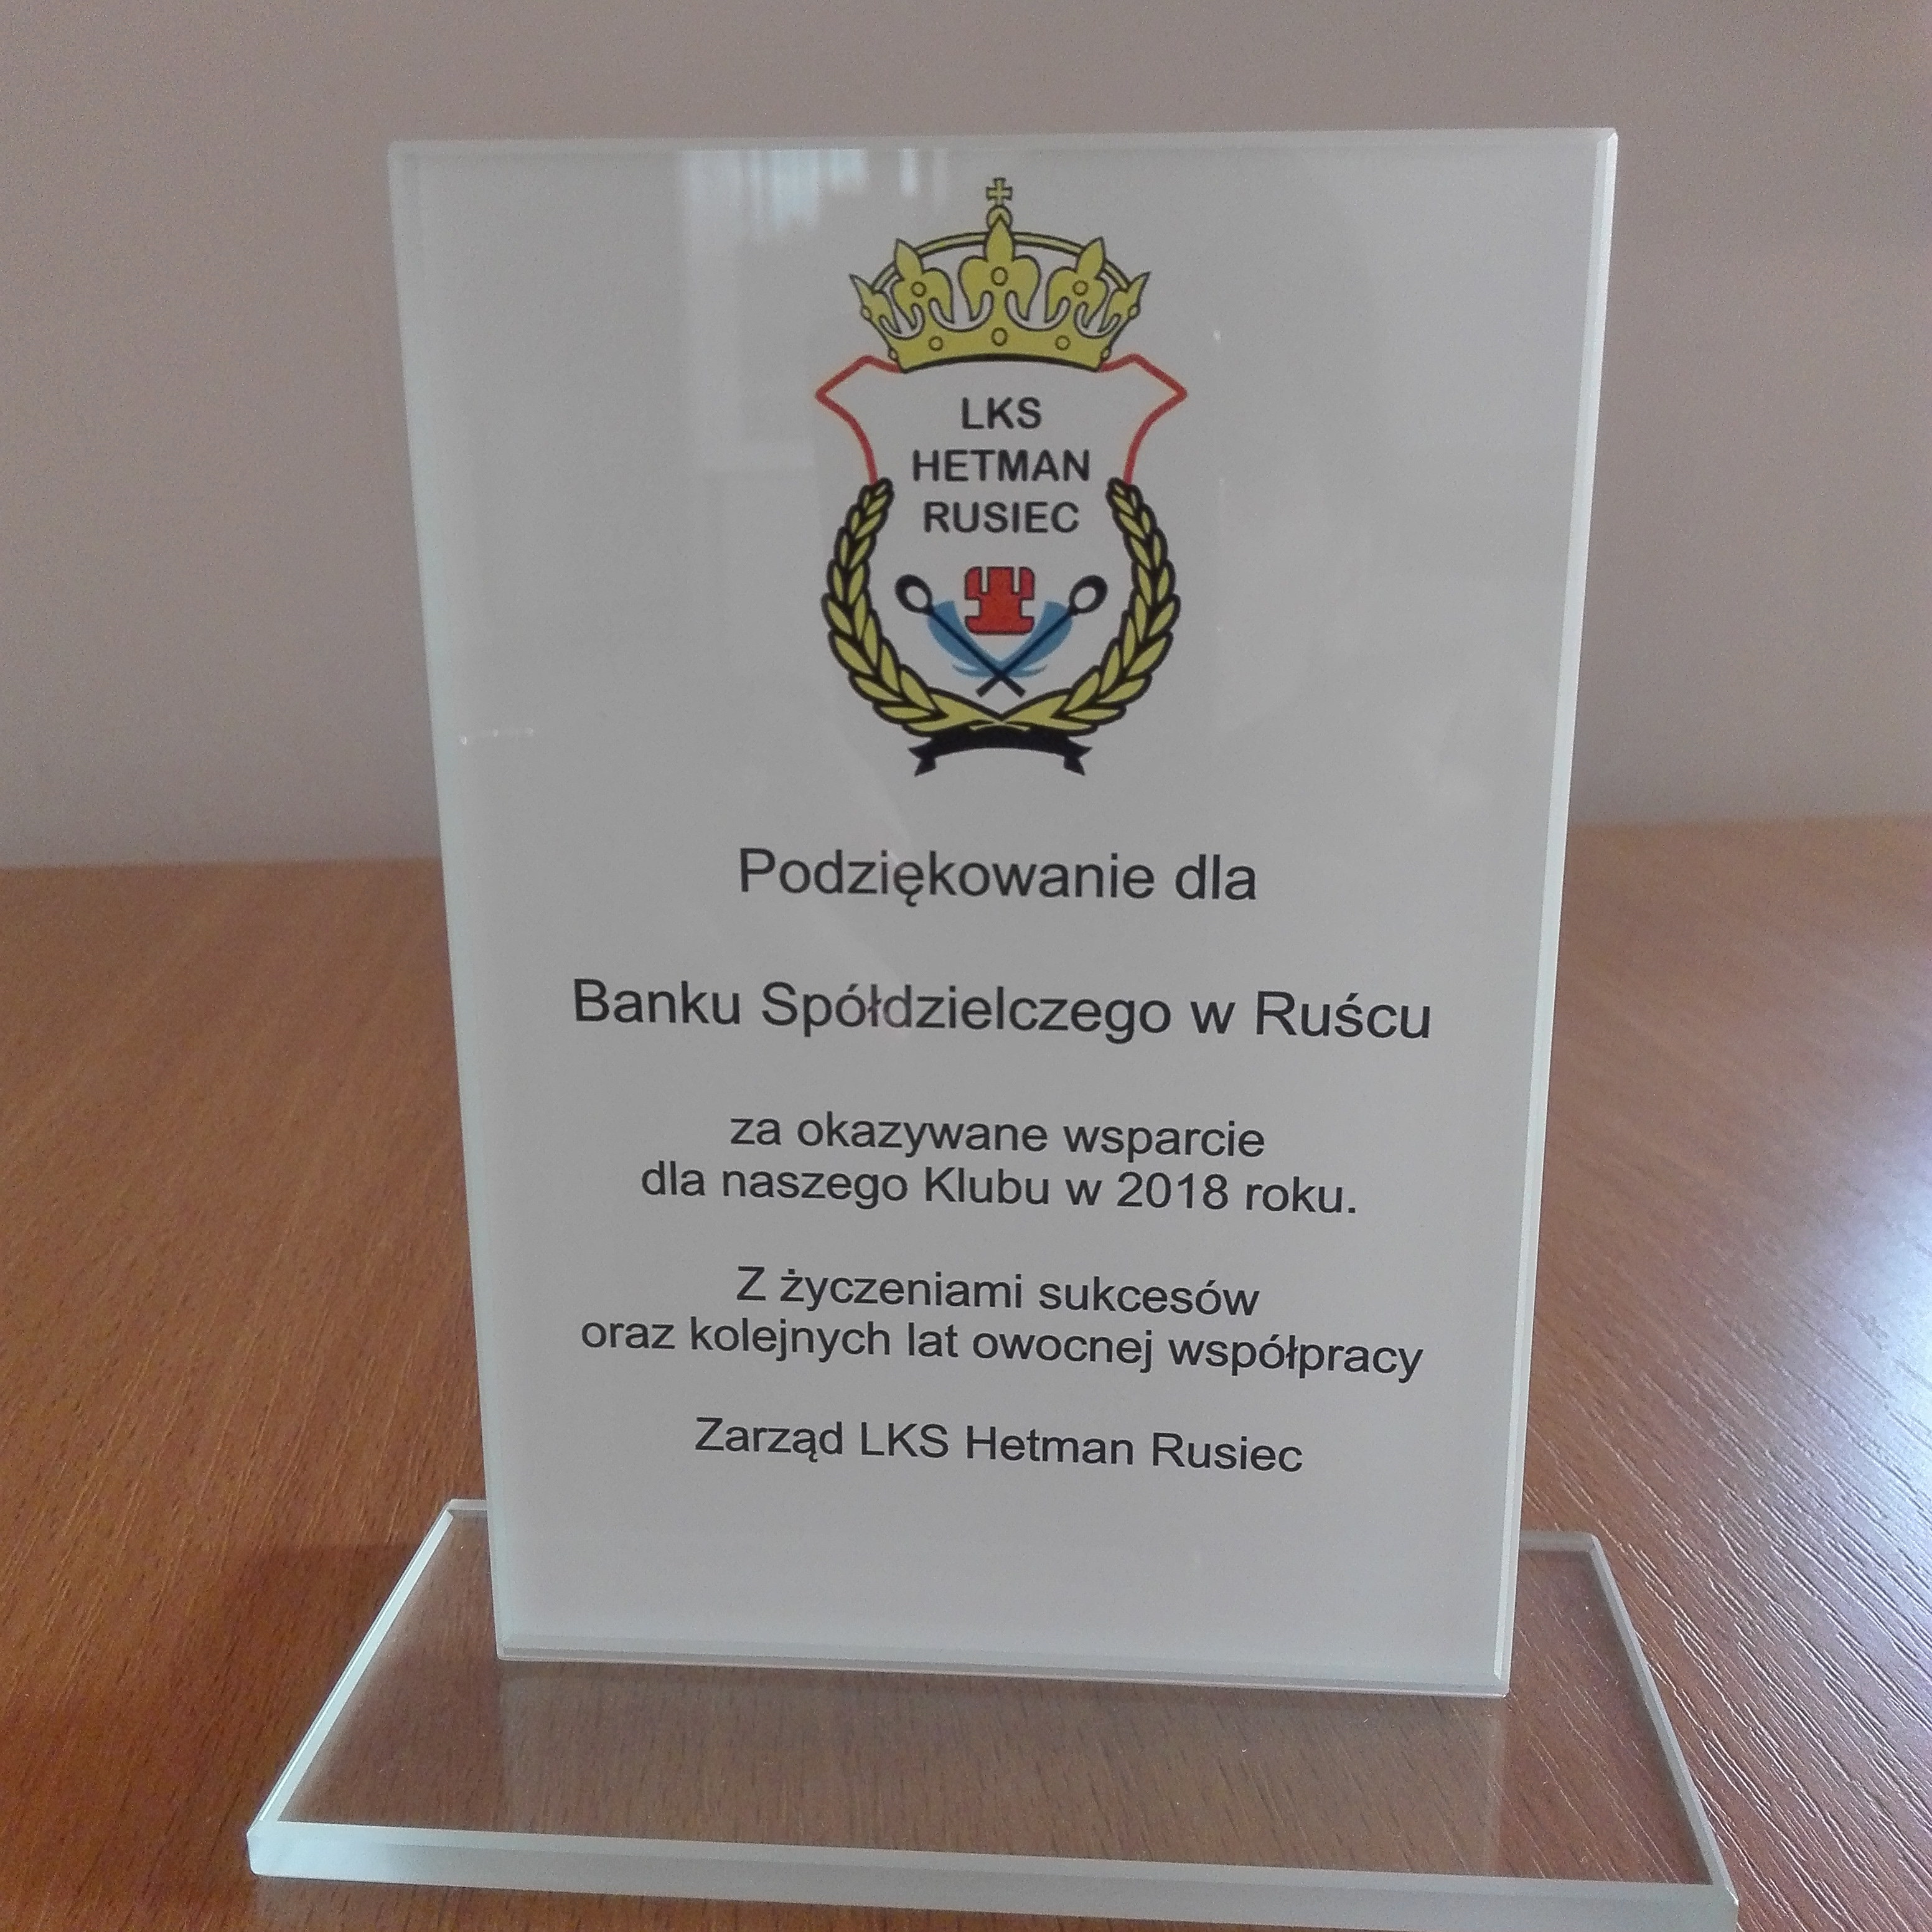 LKS
HETMAN
RUSIEC
Podziękowanie dla
Banku Spółdzielczego w Ruścu
za okazywane wsparcie
dla naszego Klubu w 2018 roku.
Z życzeniami sukcesów
oraz kolejnych lat owocnej współpracy
Zarząd LKS Hetman Rusiec